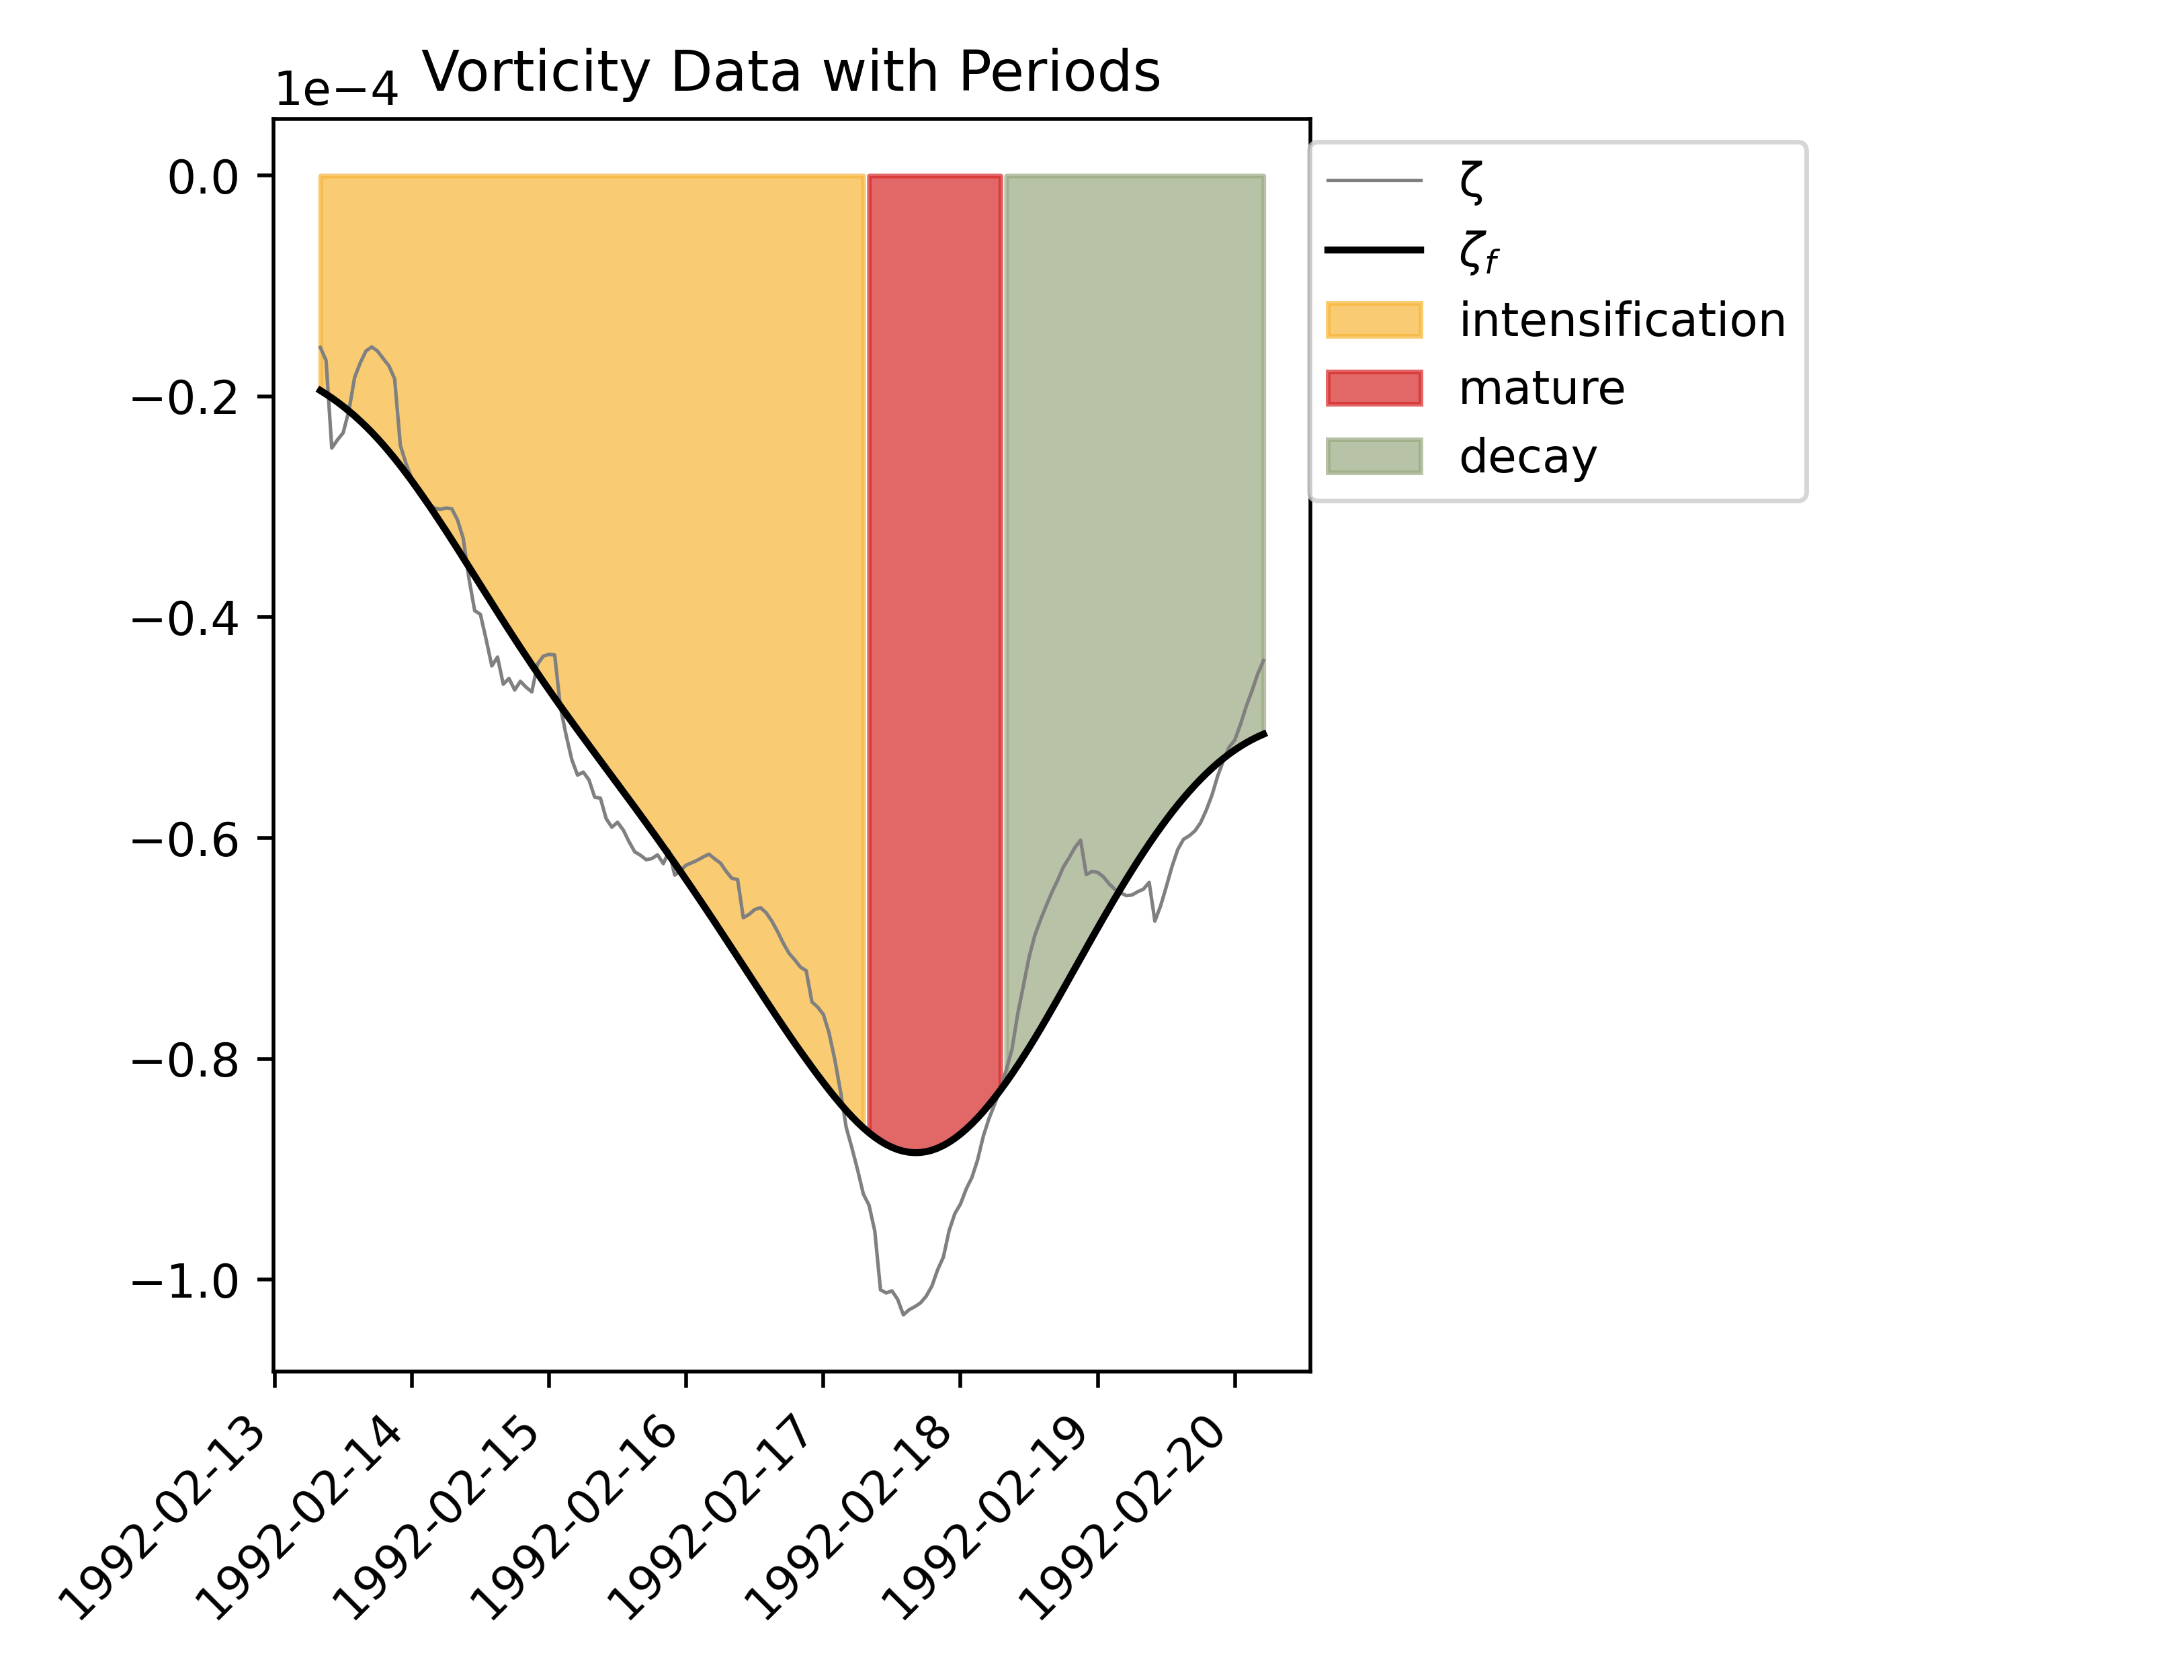 Vorticity Data with Periods
1e−4
0.0
−0.2
−0.4
−0.6
−0.8
−1.0
1992-02-13
1992-02-14
1992-02-15
1992-02-16
1992-02-17
1992-02-18
1992-02-19
1992-02-20
ζ
ζf
intensification
mature
decay